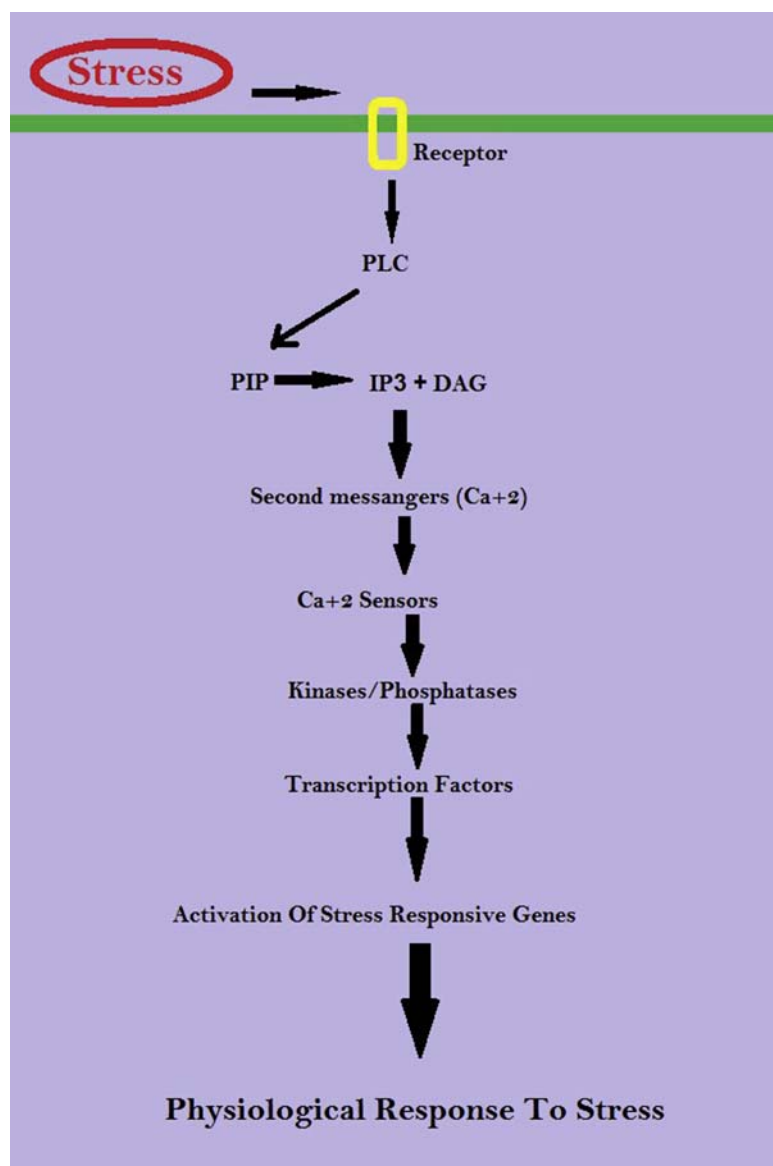 Stress
Receptor
PLC
PIP
IP3 + DAG
Second messangers (Ca+2)
Ca+2 Sensors
Kinases/Phosphatases
Transcription Factors
Activation Of Stress Responsive Genes
Physiological Response To Stress